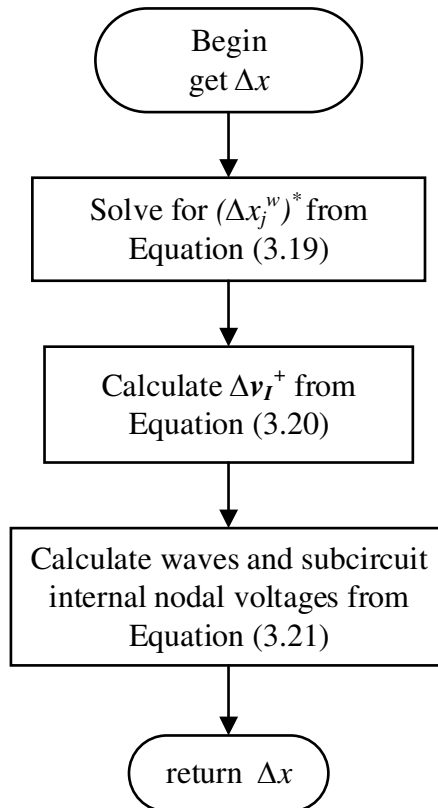 Begin
get Δx
Solve for (Δxⱼʷ)* from
Equation (3.19)
Calculate Δv_I⁺ from
Equation (3.20)
Calculate waves and subcircuit
internal nodal voltages from
Equation (3.21)
return Δx